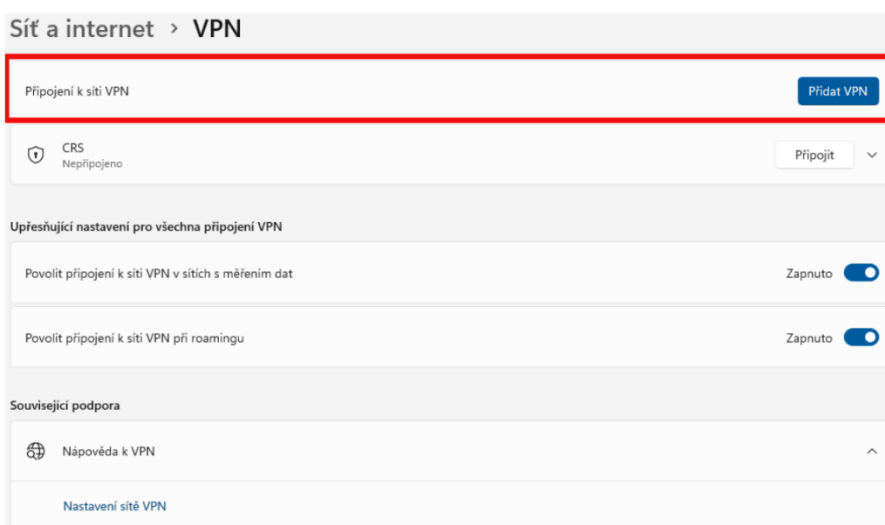 Síť a internet > VPN
Připojení k síti VPN
Přidat VPN
CRS
Nepřipojeno
Připojit
Upřesňující nastavení pro všechna připojení VPN
Povolit připojení k síti VPN v sítích s měřením dat
Zapnuto
Povolit připojení k síti VPN při roamingu
Zapnuto
Související podpora
Nápověda k VPN
Nastavení sítě VPN